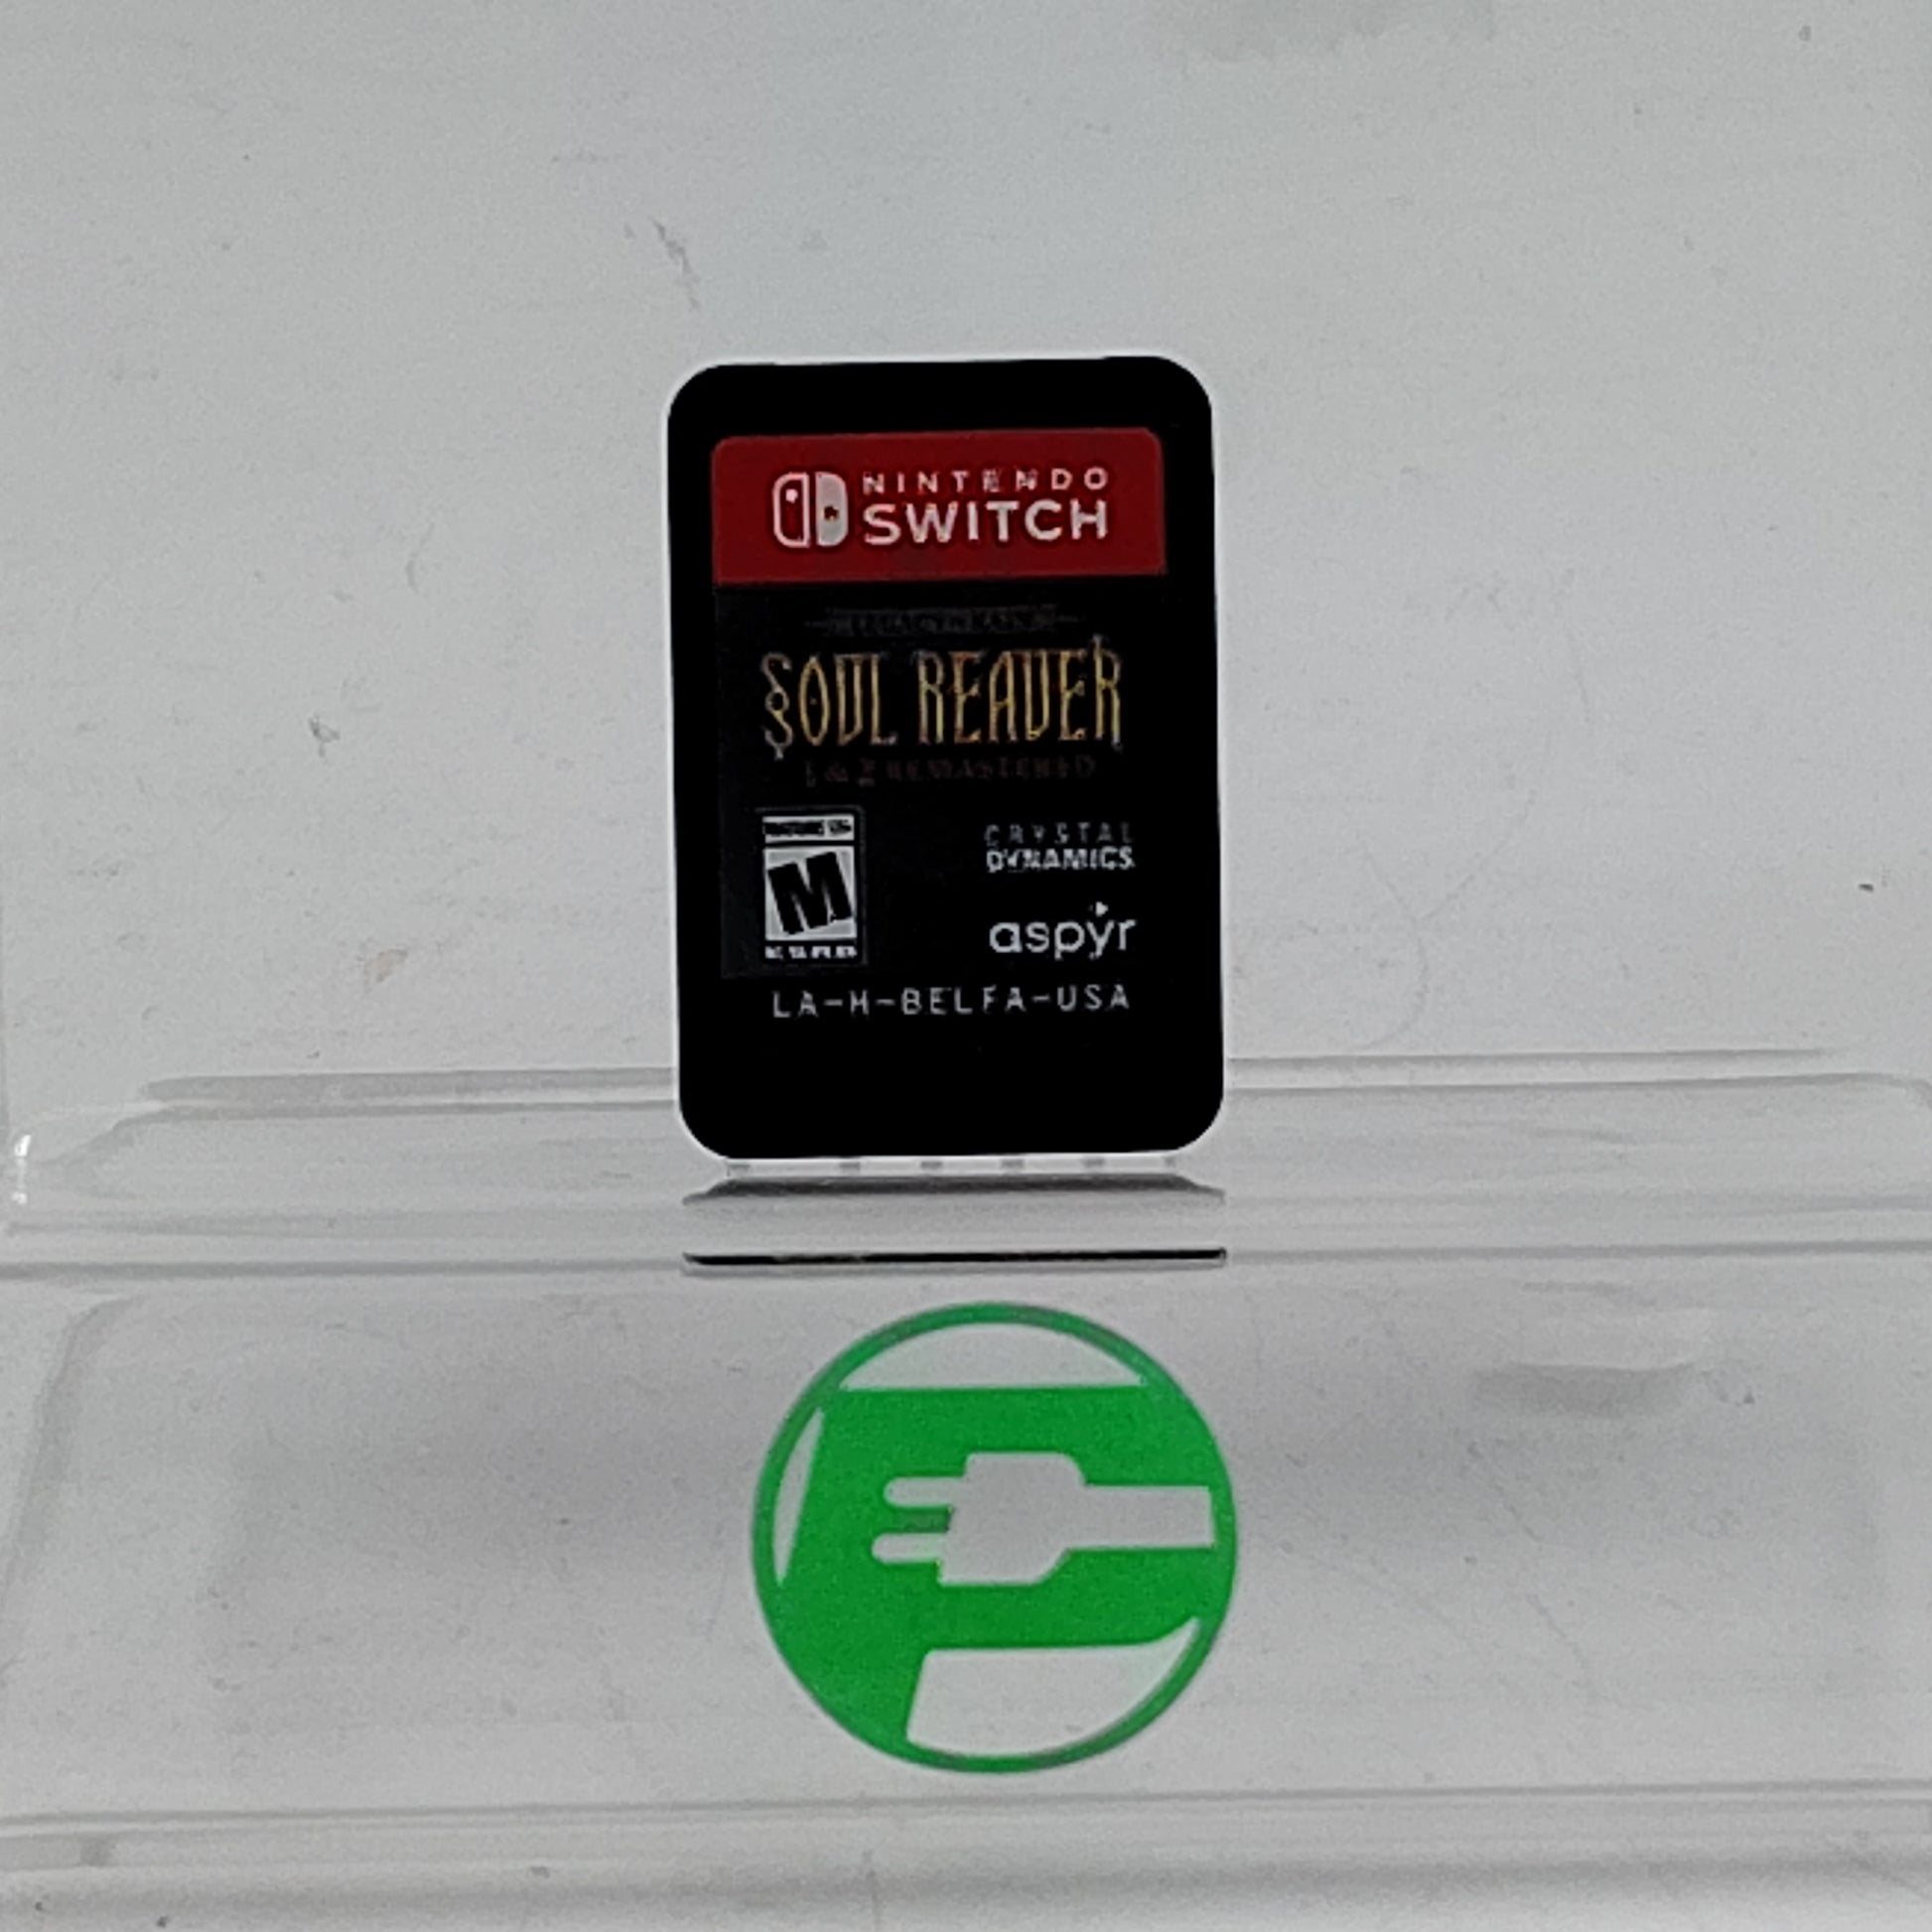 NINTENDO
SWITCH
SOUL REAVER
1 & 2 REMASTERED
M
CRYSTAL
DYNAMICS
aspyr
LA-H-BELFA-USA